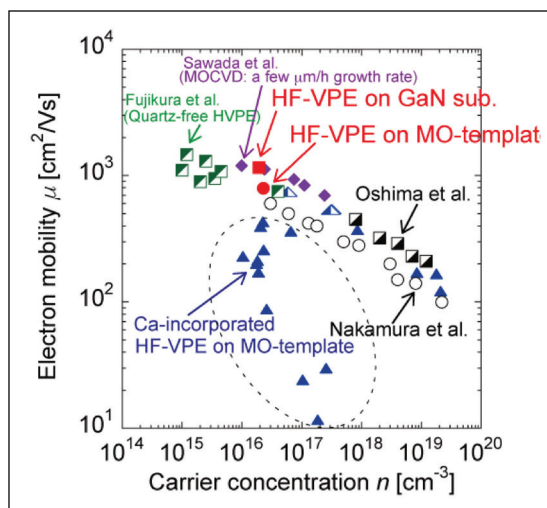 10⁴
Sawada et al.
(MOCVD: a few μm/h growth rate)
Fujikura et al.
(Quartz-free HVPE)
HF-VPE on GaN sub.
HF-VPE on MO-template
10³
Oshima et al.
10²
Ca-incorporated
HF-VPE on MO-template
Nakamura et al.
10¹
10¹⁴ 10¹⁵ 10¹⁶ 10¹⁷ 10¹⁸ 10¹⁹ 10²⁰
Electron mobility μ [cm²/Vs]
Carrier concentration n [cm⁻³]